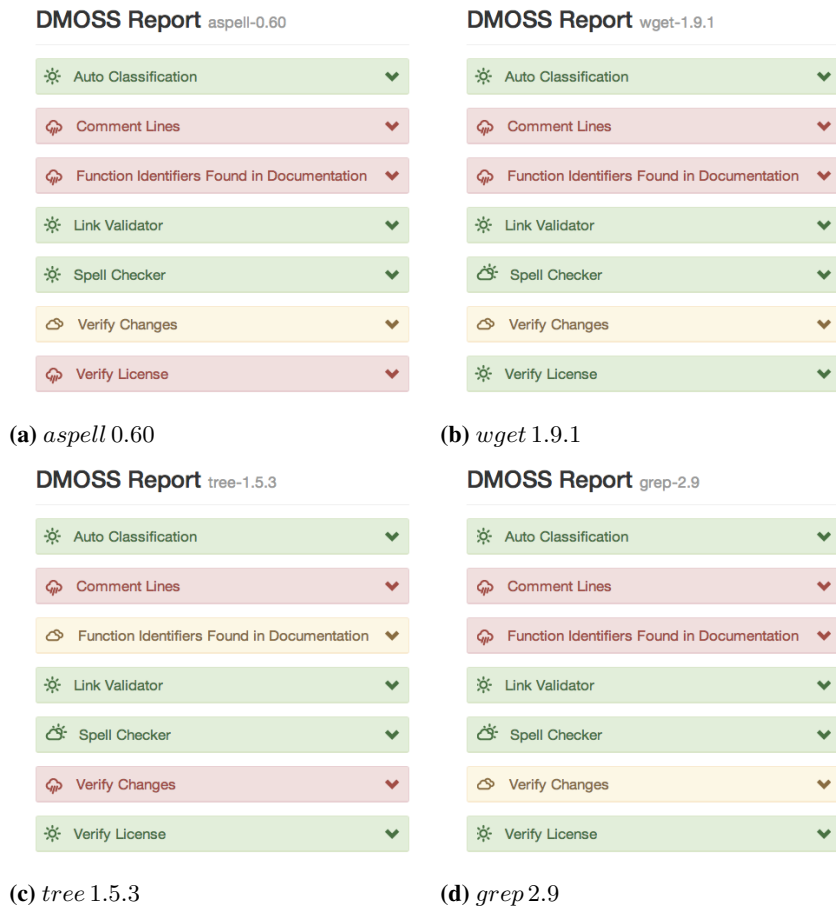 DMOSS Report aspell-0.60
Auto Classification
Comment Lines
Function Identifiers Found in Documentation
Link Validator
Spell Checker
Verify Changes
Verify License
(a) aspell 0.60
DMOSS Report wget-1.9.1
Auto Classification
Comment Lines
Function Identifiers Found in Documentation
Link Validator
Spell Checker
Verify Changes
Verify License
(b) wget 1.9.1
DMOSS Report tree-1.5.3
Auto Classification
Comment Lines
Function Identifiers Found in Documentation
Link Validator
Spell Checker
Verify Changes
Verify License
(c) tree 1.5.3
DMOSS Report grep-2.9
Auto Classification
Comment Lines
Function Identifiers Found in Documentation
Link Validator
Spell Checker
Verify Changes
Verify License
(d) grep 2.9